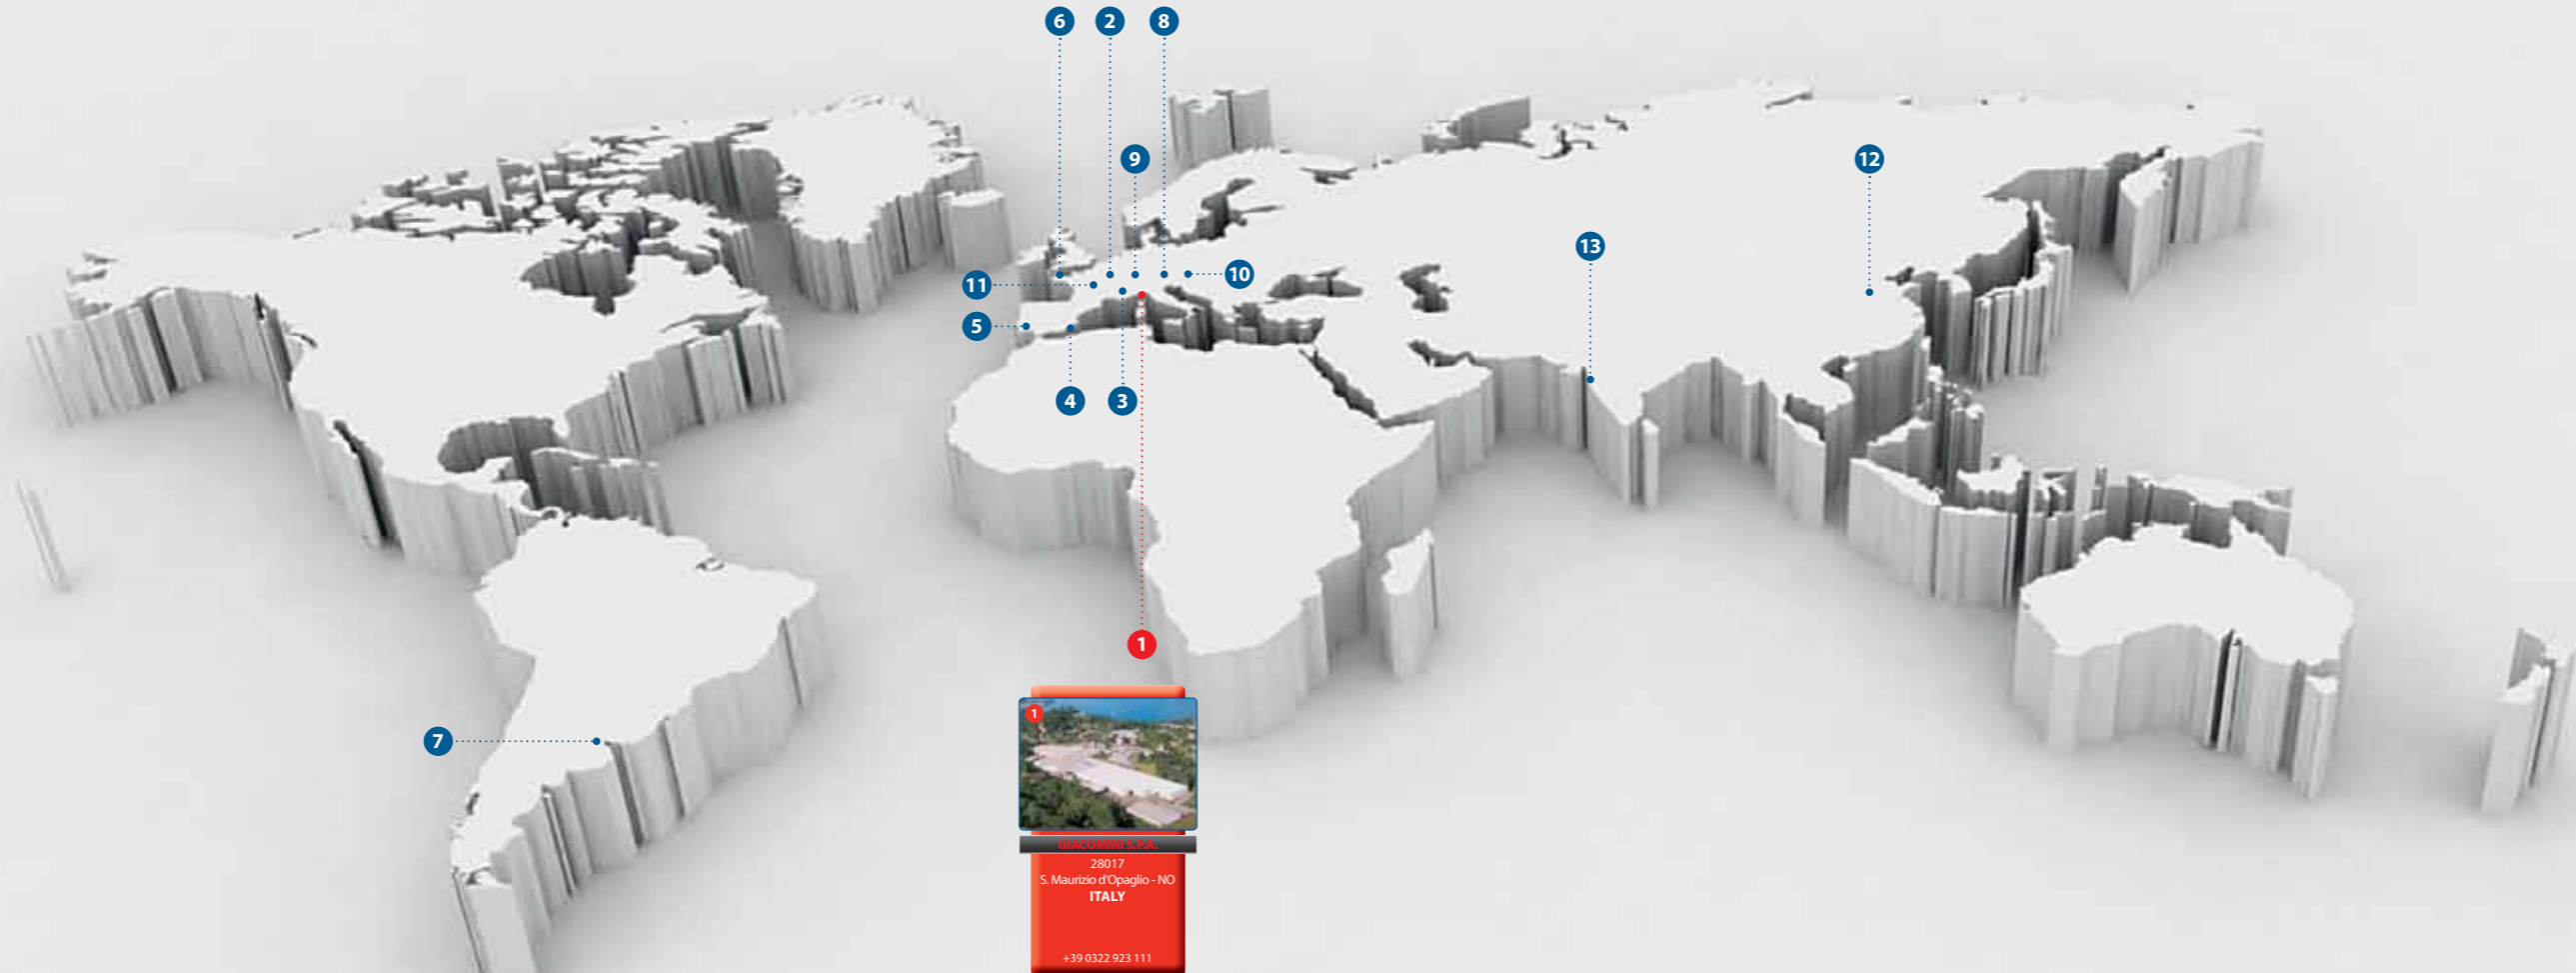 6 2 8
9 12
13
10
11
5
4 3
1
7
1
GIACOMINI S.P.A.
28017
S. Maurizio d'Opaglio - NO
ITALY
+39 0322 923 111